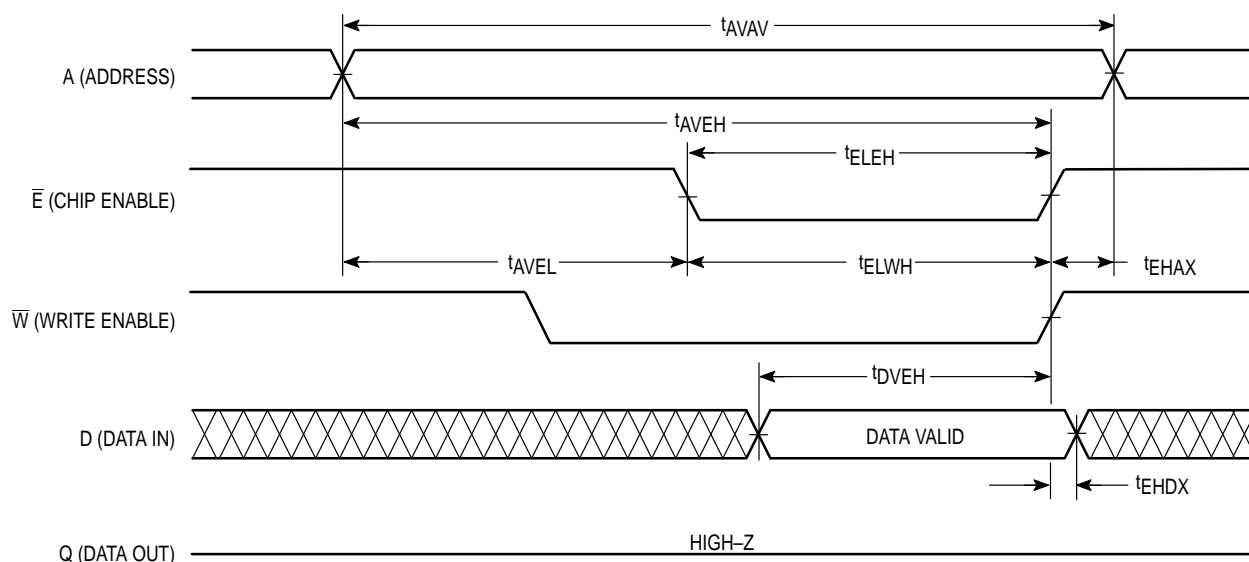 tAVAV
A (ADDRESS)
tAVEH
tELEH
E̅ (CHIP ENABLE)
tAVEL
tELWH
tEHAX
W̅ (WRITE ENABLE)
tDVEH
D (DATA IN)
DATA VALID
tEHDX
HIGH–Z
Q (DATA OUT)